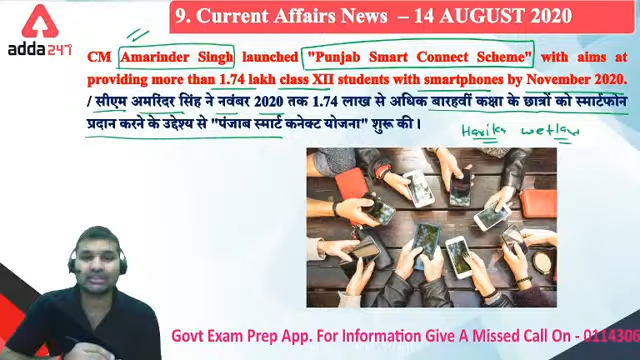 9. Current Affairs News – 14 AUGUST 2020
adda247
CM Amarinder Singh launched "Punjab Smart Connect Scheme" with aims at
providing more than 1.74 lakh class XII students with smartphones by November 2020.
/ सीएम अमरिंदर सिंह ने नवंबर 2020 तक 1.74 लाख से अधिक बारहवीं कक्षा के छात्रों को स्मार्टफोन
प्रदान करने के उद्देश्य से "पंजाब स्मार्ट कनेक्ट योजना" शुरू की।
Harike wetland
Govt Exam Prep App. For Information Give A Missed Call On - 0114306